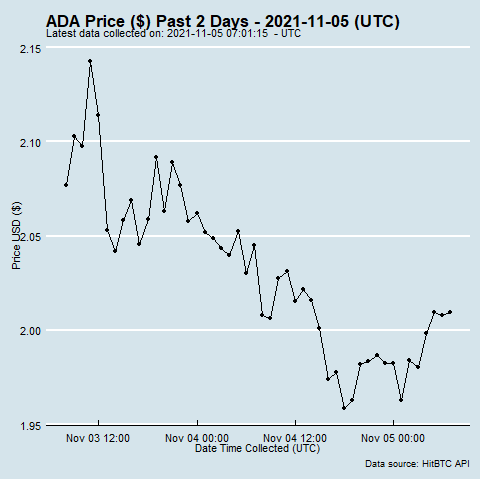 ADA Price ($) Past 2 Days - 2021-11-05 (UTC)
Latest data collected on: 2021-11-05 07:01:15  - UTC
2.15
2.10
2.05
2.00
1.95
Price USD ($)
Nov 03 12:00
Nov 04 00:00
Nov 04 12:00
Nov 05 00:00
Date Time Collected (UTC)
Data source: HitBTC API